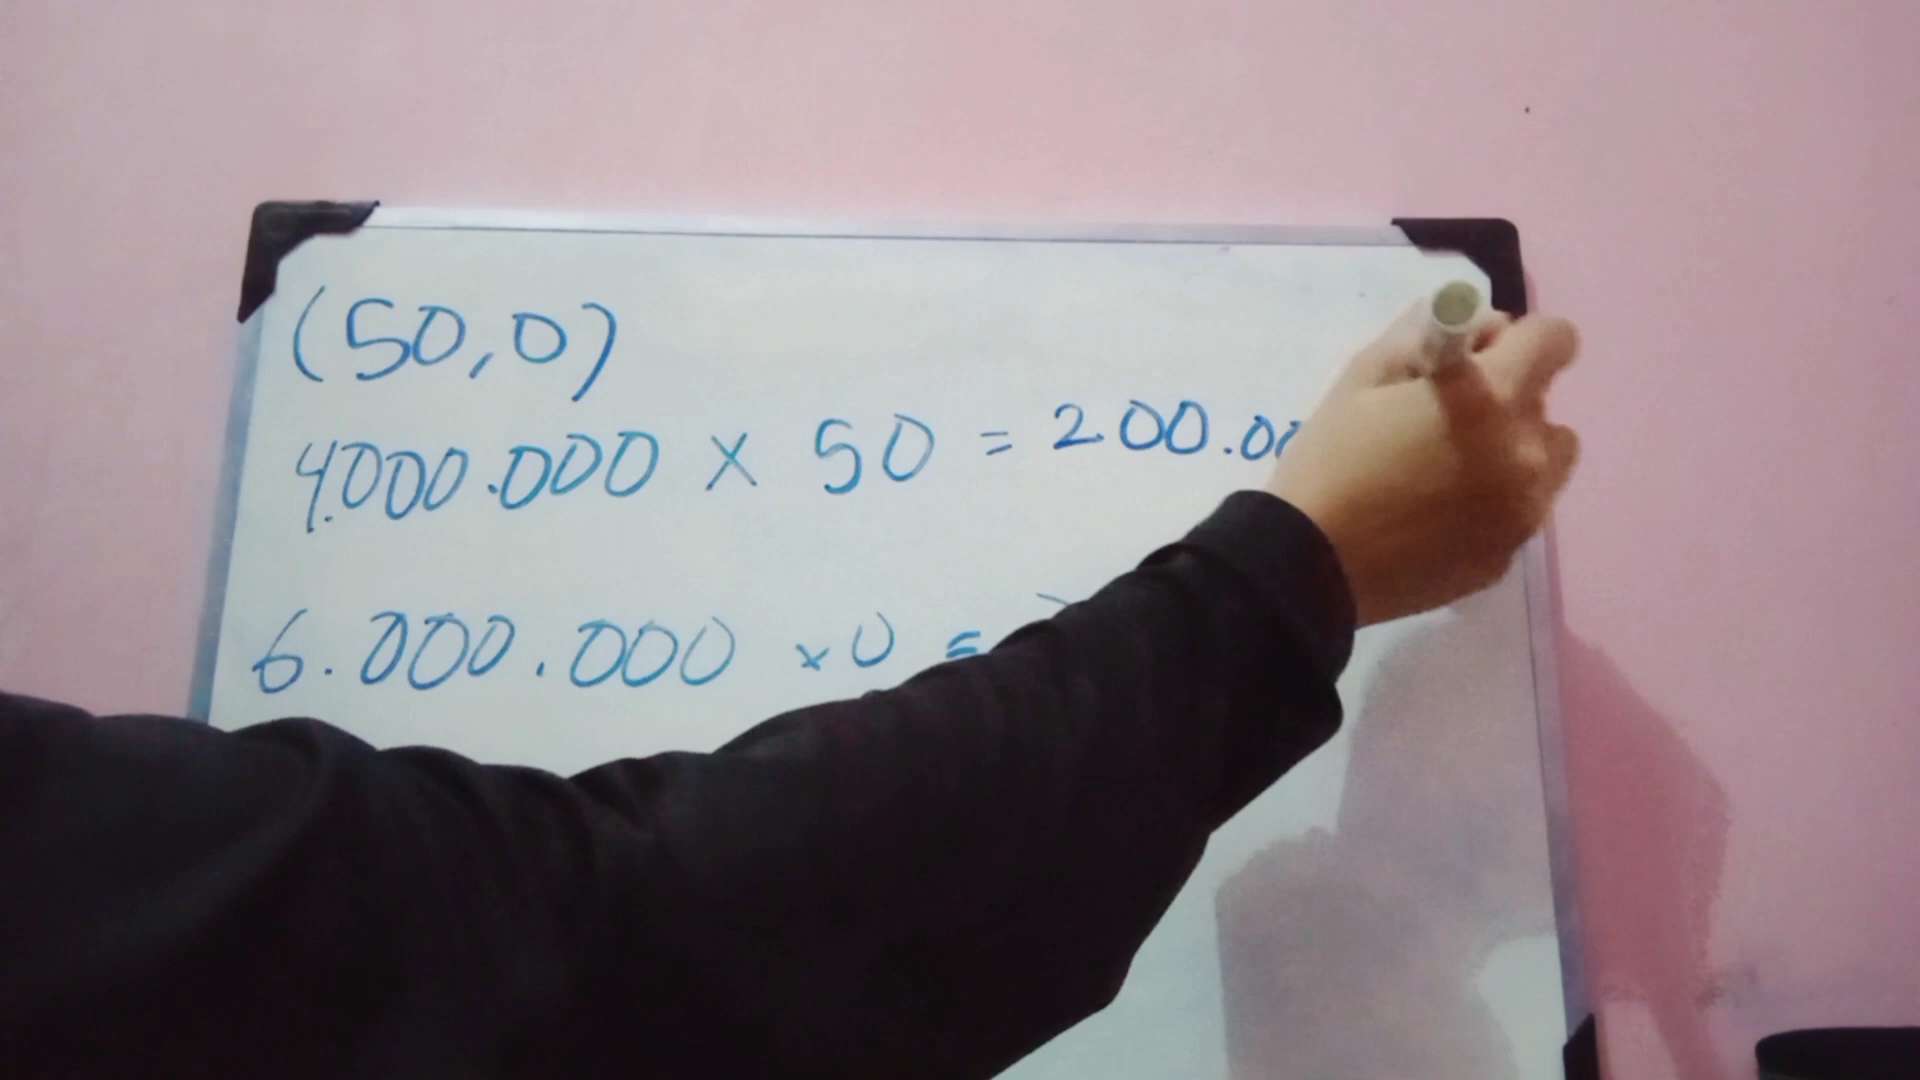 (50,0)
4.000.000 x 50 = 200.0
6.000.000 x 0 =